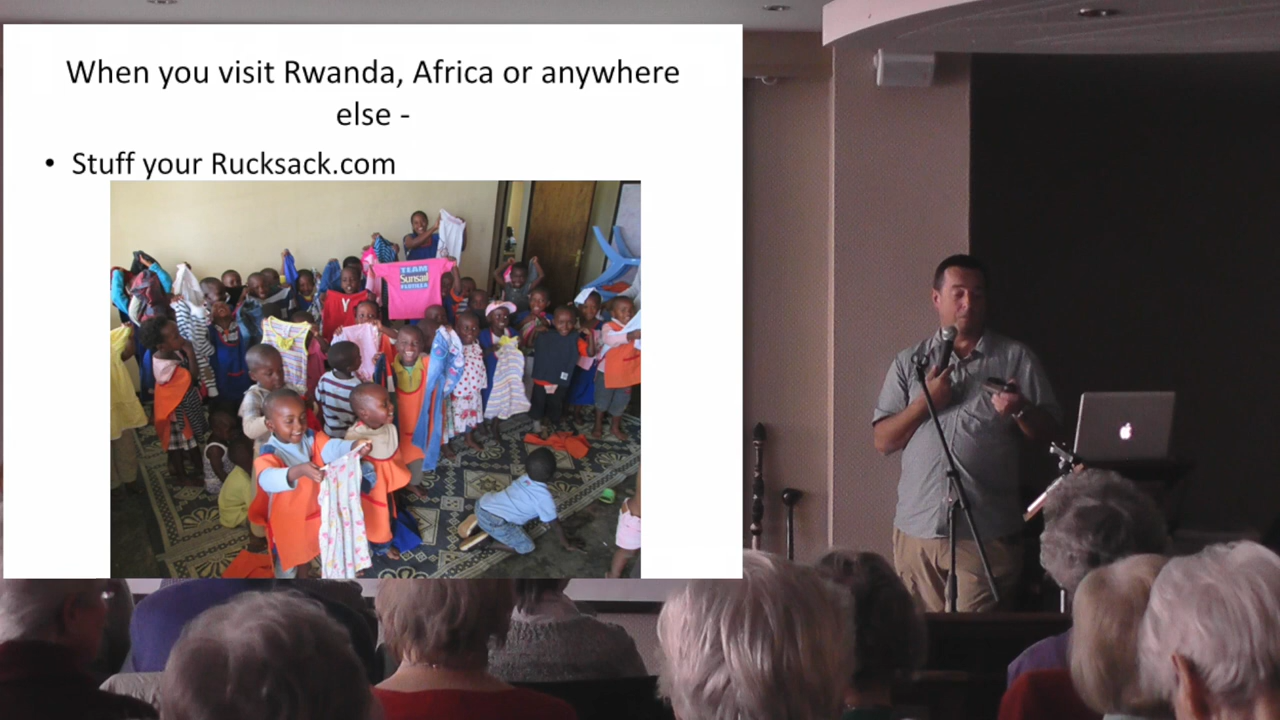 When you visit Rwanda, Africa or anywhere
else -
• Stuff your Rucksack.com
TEAM
Sunsail